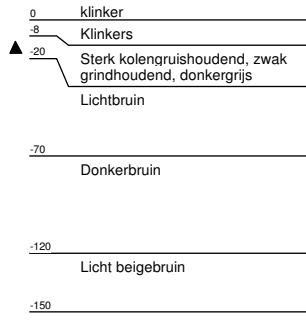 0 klinker
-8 Klinkers
-20 Sterk kolengruishoudend, zwak
grindhoudend, donkergrijs
Lichtbruin
-70
Donkerbruin
-120
Licht beigebruin
-150